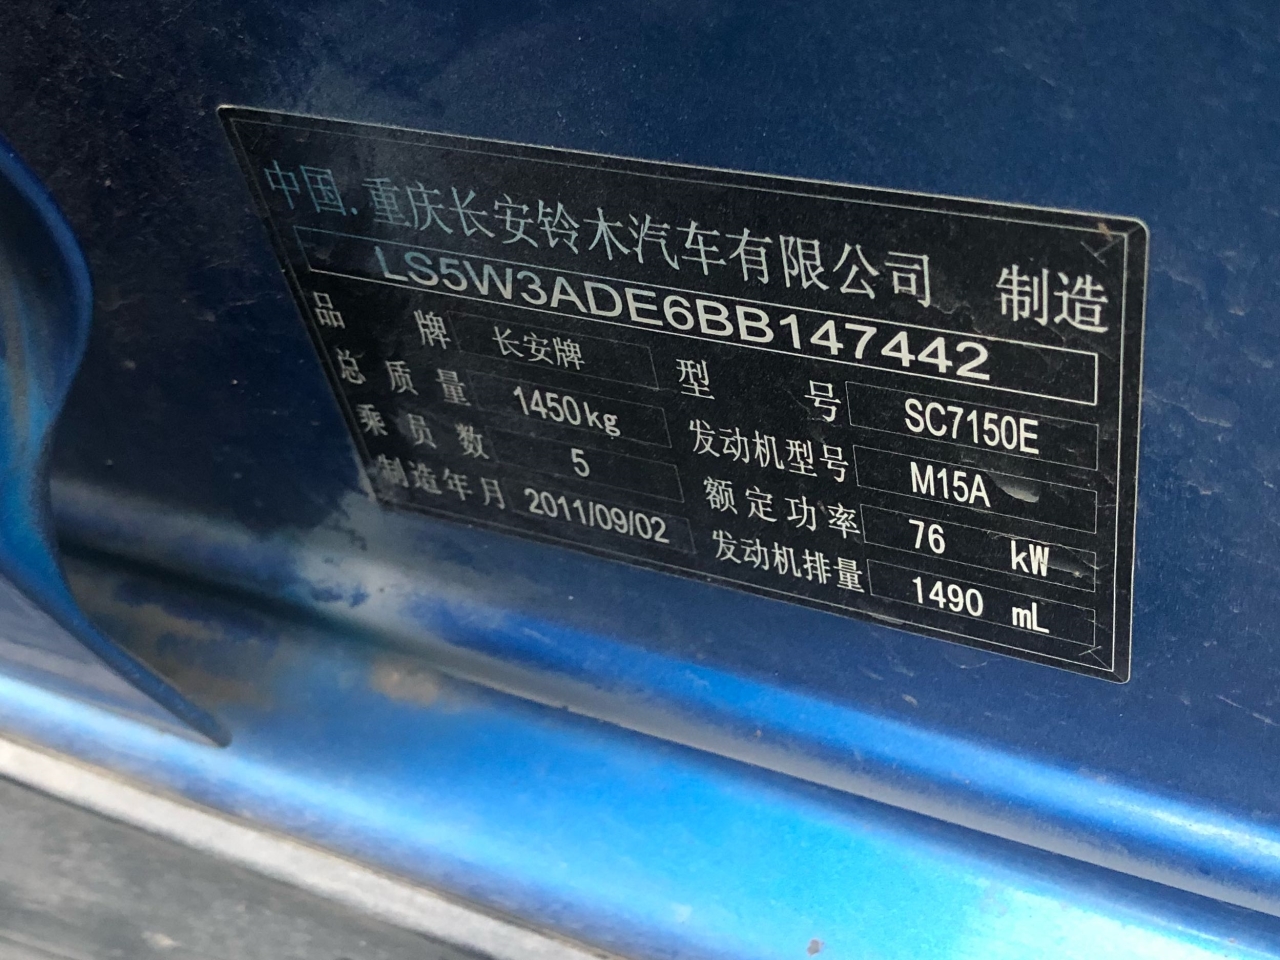 中国.重庆长安铃木汽车有限公司 制造
LS5W3ADE6BB147442
品牌 长安牌 型号 SC7150E
总质量 1450kg 发动机型号 M15A
乘员数 5 额定功率 76 kW
制造年月 2011/09/02 发动机排量 1490 mL